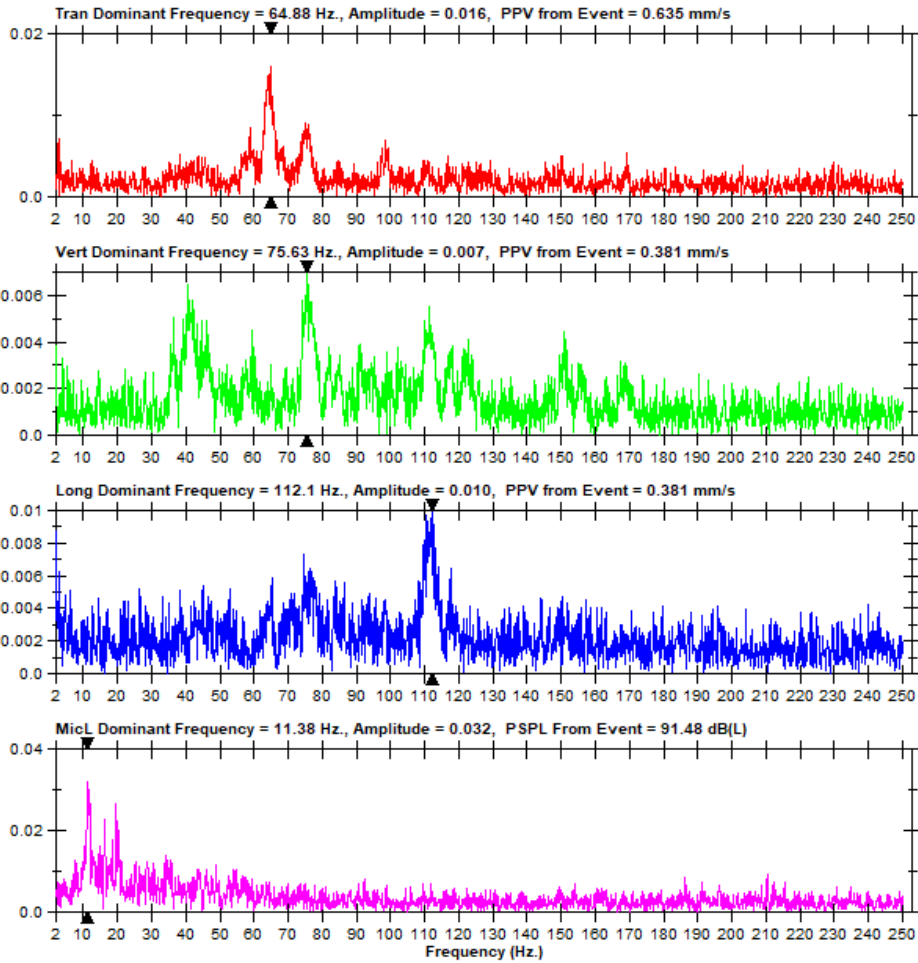 Tran Dominant Frequency = 64.88 Hz., Amplitude = 0.016, PPV from Event = 0.635 mm/s
0.02
0.0
2 10 20 30 40 50 60 70 80 90 100 110 120 130 140 150 160 170 180 190 200 210 220 230 240 250
Vert Dominant Frequency = 75.63 Hz., Amplitude = 0.007, PPV from Event = 0.381 mm/s
0.006
0.004
0.002
0.0
2 10 20 30 40 50 60 70 80 90 100 110 120 130 140 150 160 170 180 190 200 210 220 230 240 250
Long Dominant Frequency = 112.1 Hz., Amplitude = 0.010, PPV from Event = 0.381 mm/s
0.01
0.008
0.006
0.004
0.002
0.0
2 10 20 30 40 50 60 70 80 90 100 110 120 130 140 150 160 170 180 190 200 210 220 230 240 250
MicL Dominant Frequency = 11.38 Hz., Amplitude = 0.032, PSPL From Event = 91.48 dB(L)
0.04
0.02
0.0
2 10 20 30 40 50 60 70 80 90 100 110 120 130 140 150 160 170 180 190 200 210 220 230 240 250
Frequency (Hz.)